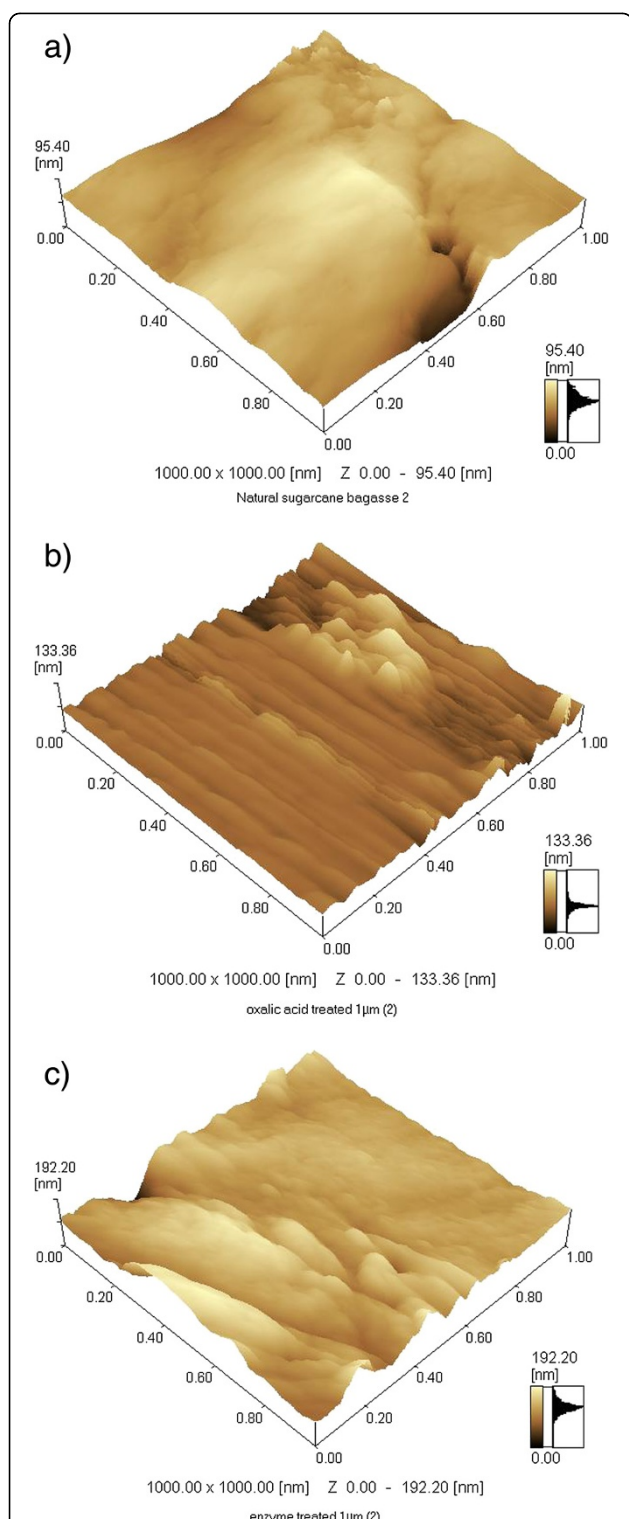 a)
95.40
[nm]
0.00
0.20
0.40
0.60
0.80
0.00
0.20
0.40
0.60
0.80
1.00
95.40
[nm]
0.00
1000.00 x 1000.00 [nm] Z 0.00 - 95.40 [nm]
Natural sugarcane bagasse 2
b)
133.36
[nm]
0.00
0.20
0.40
0.60
0.80
0.00
0.20
0.40
0.60
0.80
1.00
133.36
[nm]
0.00
1000.00 x 1000.00 [nm] Z 0.00 - 133.36 [nm]
oxalic acid treated 1µm (2)
c)
192.20
[nm]
0.00
0.20
0.40
0.60
0.80
0.00
0.20
0.40
0.60
0.80
1.00
192.20
[nm]
0.00
1000.00 x 1000.00 [nm] Z 0.00 - 192.20 [nm]
enzyme treated 1µm (2)